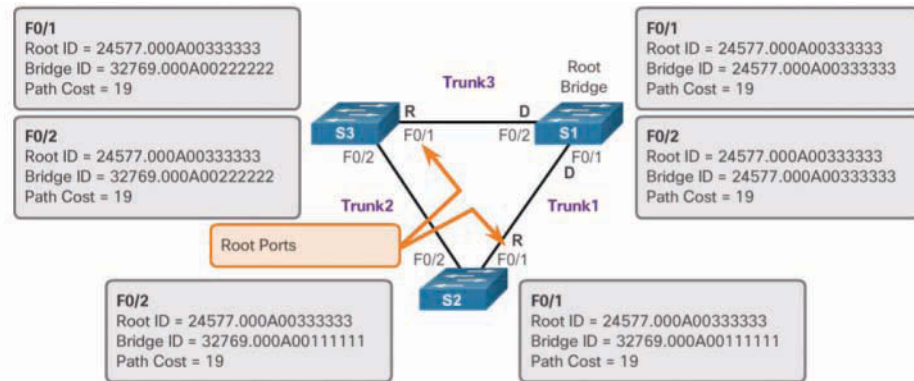 F0/1
Root ID = 24577.000A00333333
Bridge ID = 32769.000A00222222
Path Cost = 19
F0/1
Root ID = 24577.000A00333333
Bridge ID = 24577.000A00333333
Path Cost = 19
Root
Bridge
Trunk3
R
D
S3
F0/1
F0/2
S1
F0/2
F0/1
D
F0/2
Root ID = 24577.000A00333333
Bridge ID = 32769.000A00222222
Path Cost = 19
F0/2
Root ID = 24577.000A00333333
Bridge ID = 24577.000A00333333
Path Cost = 19
Trunk2
Trunk1
Root Ports
R
F0/2
F0/1
S2
F0/2
Root ID = 24577.000A00333333
Bridge ID = 32769.000A00111111
Path Cost = 19
F0/1
Root ID = 24577.000A00333333
Bridge ID = 32769.000A00111111
Path Cost = 19